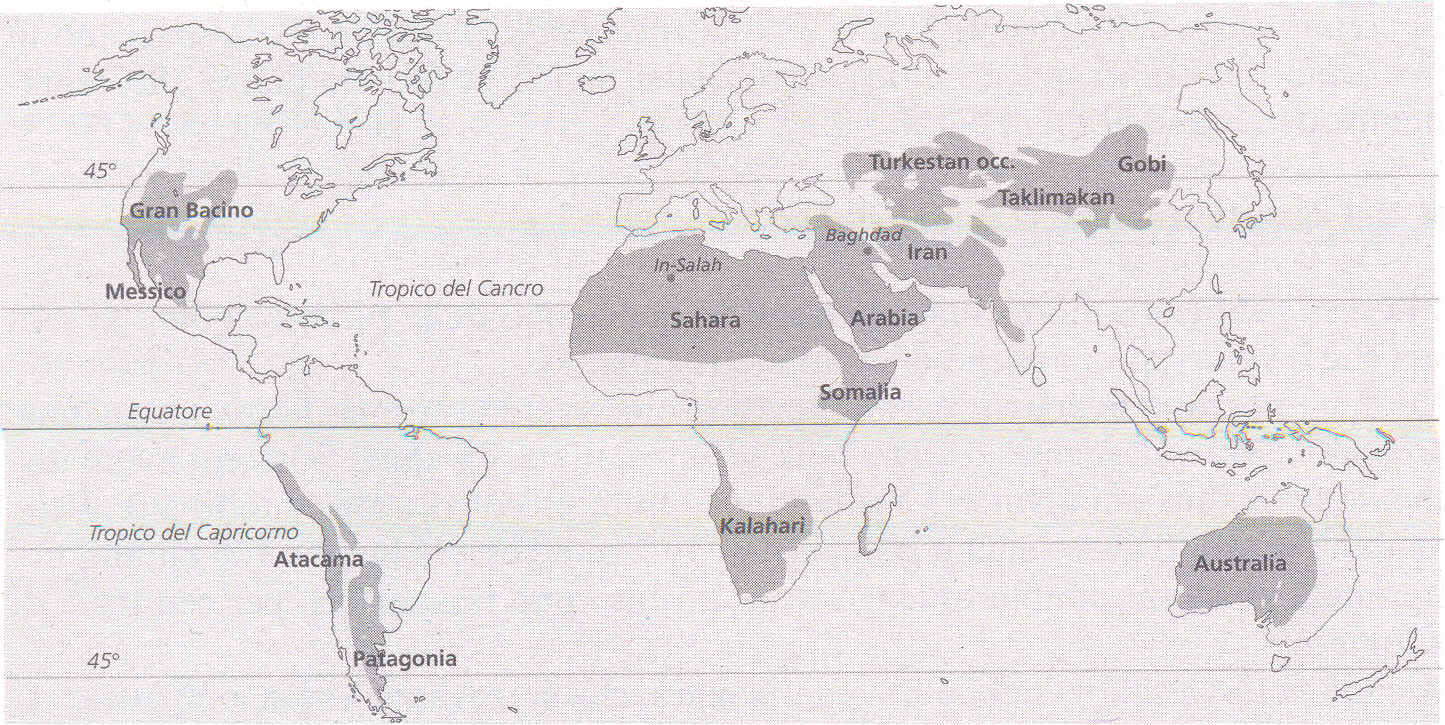 45°
Turkestan occ.
Gobi
Taklimakan
Gran Bacino
Baghdad
Iran
In-Salah
Messico
Tropico del Cancro
Sahara
Arabia
Somalia
Equatore
Kalahari
Tropico del Capricorno
Atacama
Australia
45°
Patagonia